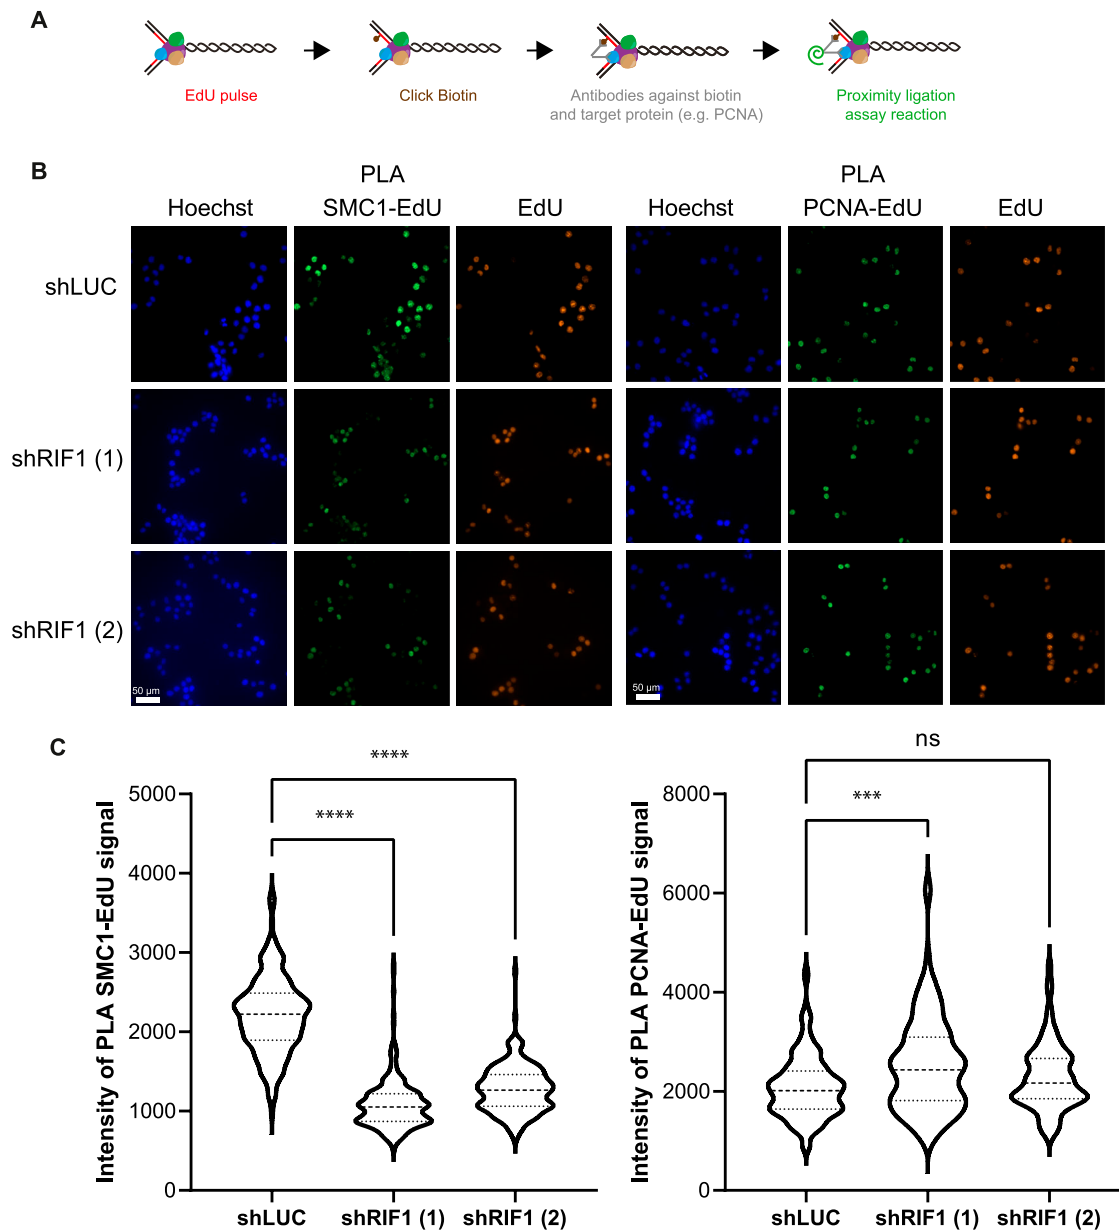 A
EdU pulse
Click Biotin
Antibodies against biotin
and target protein (e.g. PCNA)
Proximity ligation
assay reaction
B
PLA
PLA
Hoechst
SMC1-EdU
EdU
Hoechst
PCNA-EdU
EdU
shLUC
shRIF1 (1)
shRIF1 (2)
50 µm
50 µm
C
Intensity of PLA SMC1-EdU signal
5000
4000
3000
2000
1000
0
****
****
shLUC
shRIF1 (1)
shRIF1 (2)
Intensity of PLA PCNA-EdU signal
8000
6000
4000
2000
0
ns
***
shLUC
shRIF1 (1)
shRIF1 (2)